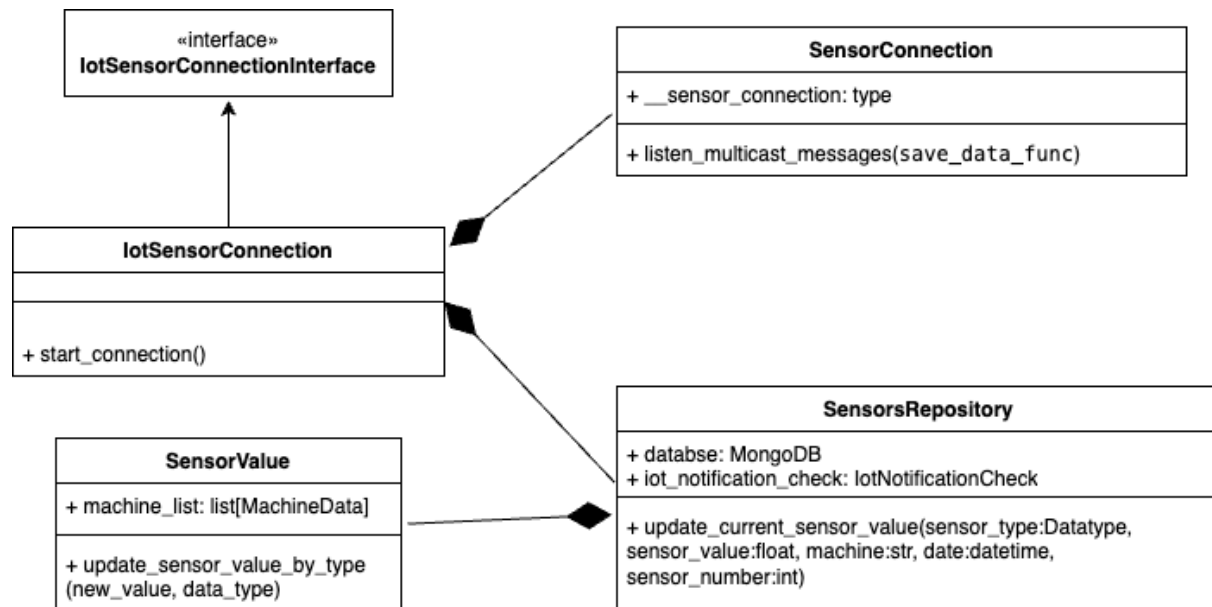 «interface»
IotSensorConnectionInterface
SensorConnection
+ __sensor_connection: type
+ listen_multicast_messages(save_data_func)
IotSensorConnection
+ start_connection()
SensorsRepository
+ databse: MongoDB
+ iot_notification_check: IotNotificationCheck
+ update_current_sensor_value(sensor_type:Datatype,
sensor_value:float, machine:str, date:datetime,
sensor_number:int)
SensorValue
+ machine_list: list[MachineData]
+ update_sensor_value_by_type
(new_value, data_type)